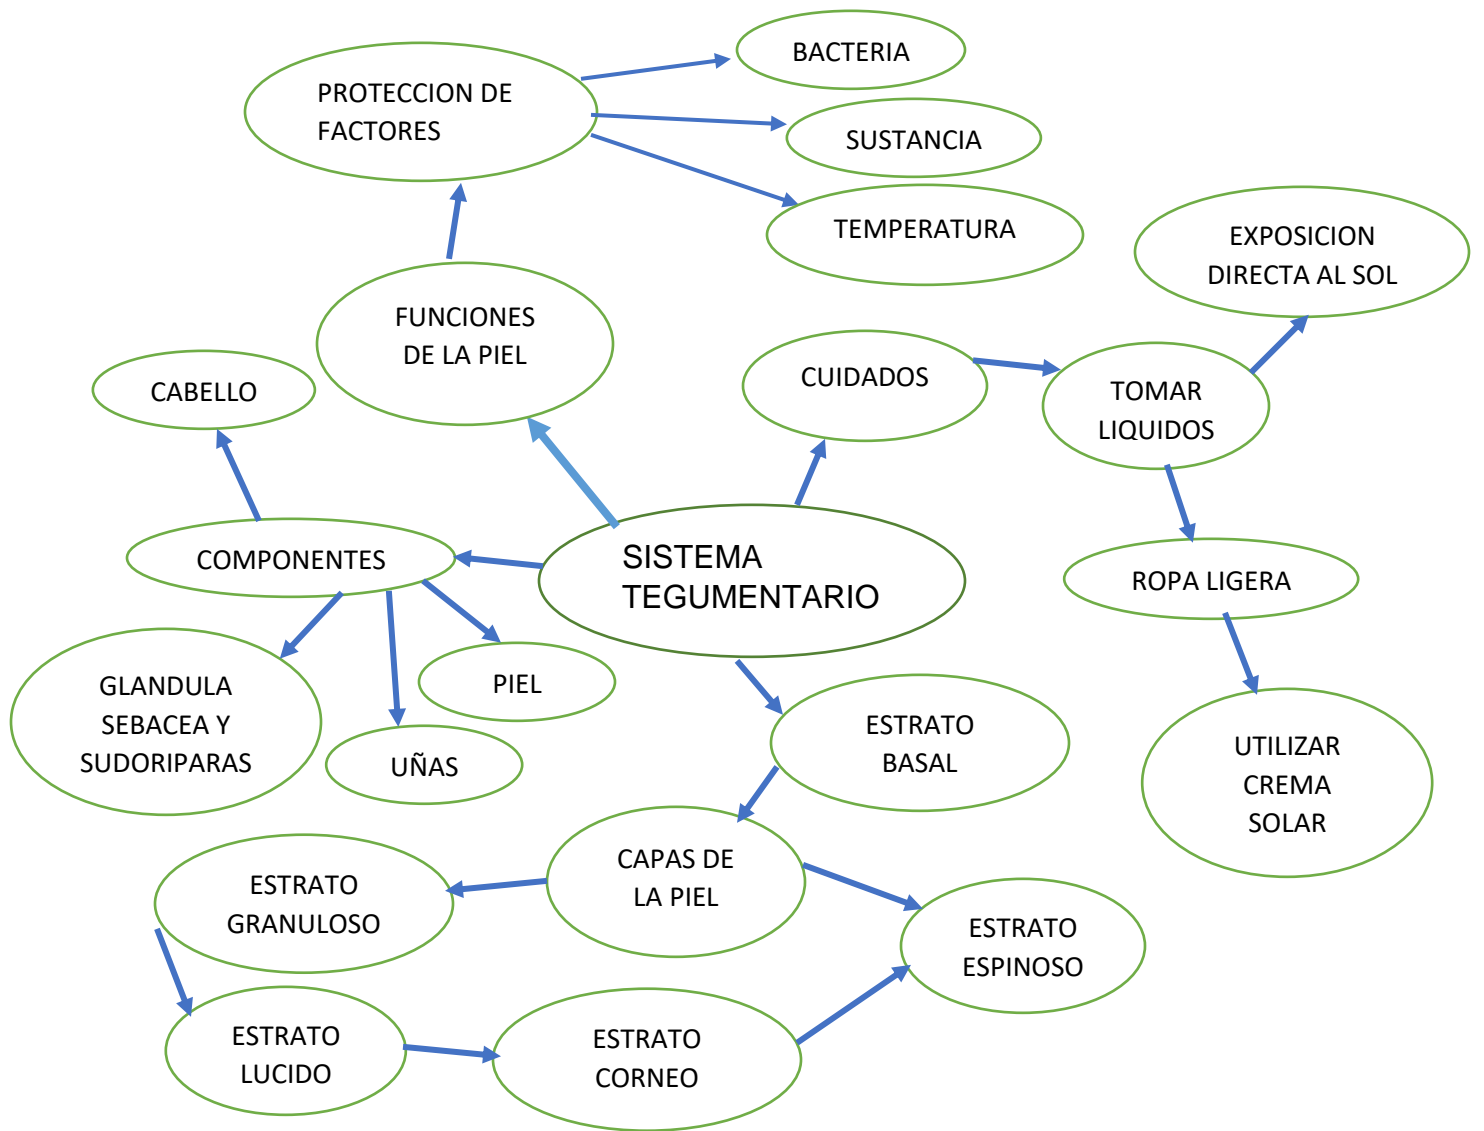 BACTERIA
PROTECCION DE
FACTORES
SUSTANCIA
TEMPERATURA
EXPOSICION
DIRECTA AL SOL
FUNCIONES
DE LA PIEL
CUIDADOS
TOMAR
LIQUIDOS
CABELLO
COMPONENTES
SISTEMA
TEGUMENTARIO
ROPA LIGERA
GLANDULA
SEBACEA Y
SUDORIPARAS
PIEL
UÑAS
ESTRATO
BASAL
UTILIZAR
CREMA
SOLAR
CAPAS DE
LA PIEL
ESTRATO
GRANULOSO
ESTRATO
ESPINOSO
ESTRATO
LUCIDO
ESTRATO
CORNEO